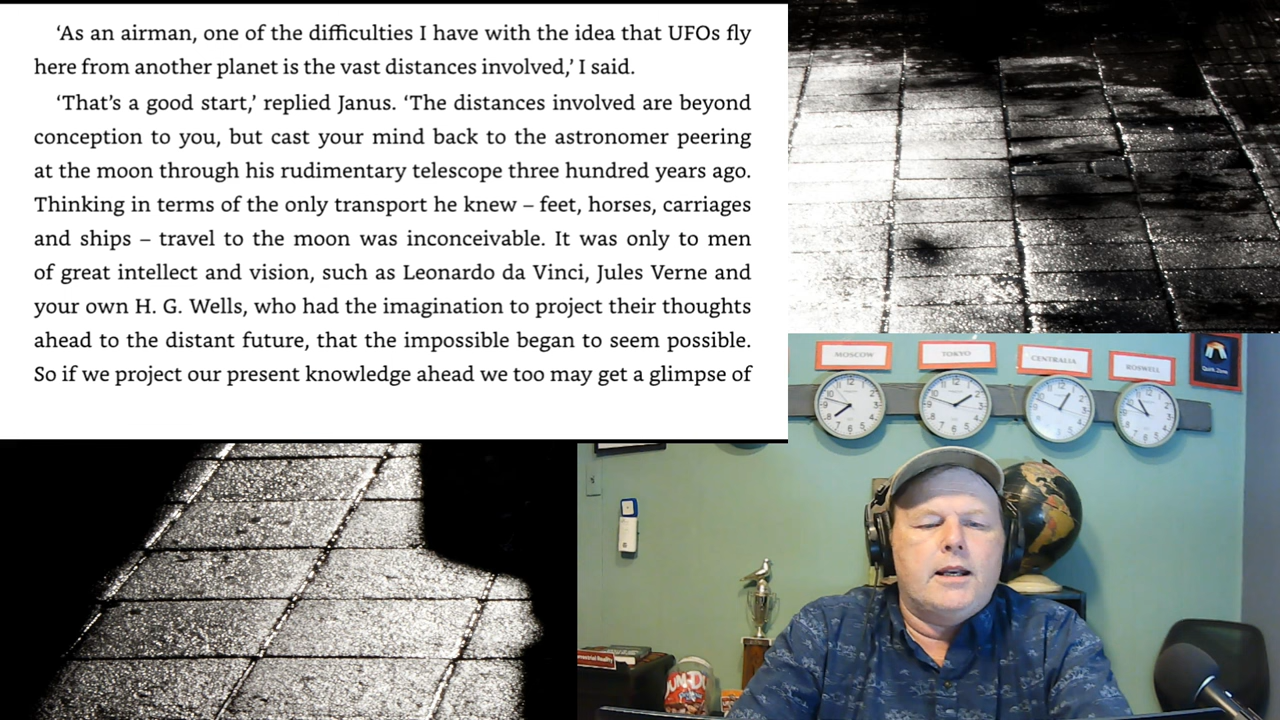 ‘As an airman, one of the difficulties I have with the idea that UFOs fly
here from another planet is the vast distances involved,’ I said.
‘That’s a good start,’ replied Janus. ‘The distances involved are beyond
conception to you, but cast your mind back to the astronomer peering
at the moon through his rudimentary telescope three hundred years ago.
Thinking in terms of the only transport he knew – feet, horses, carriages
and ships – travel to the moon was inconceivable. It was only to men
of great intellect and vision, such as Leonardo da Vinci, Jules Verne and
your own H. G. Wells, who had the imagination to project their thoughts
ahead to the distant future, that the impossible began to seem possible.
So if we project our present knowledge ahead we too may get a glimpse of
MOSCOW
TOKYO
CENTRALIA
ROSWELL
Quiet Zone